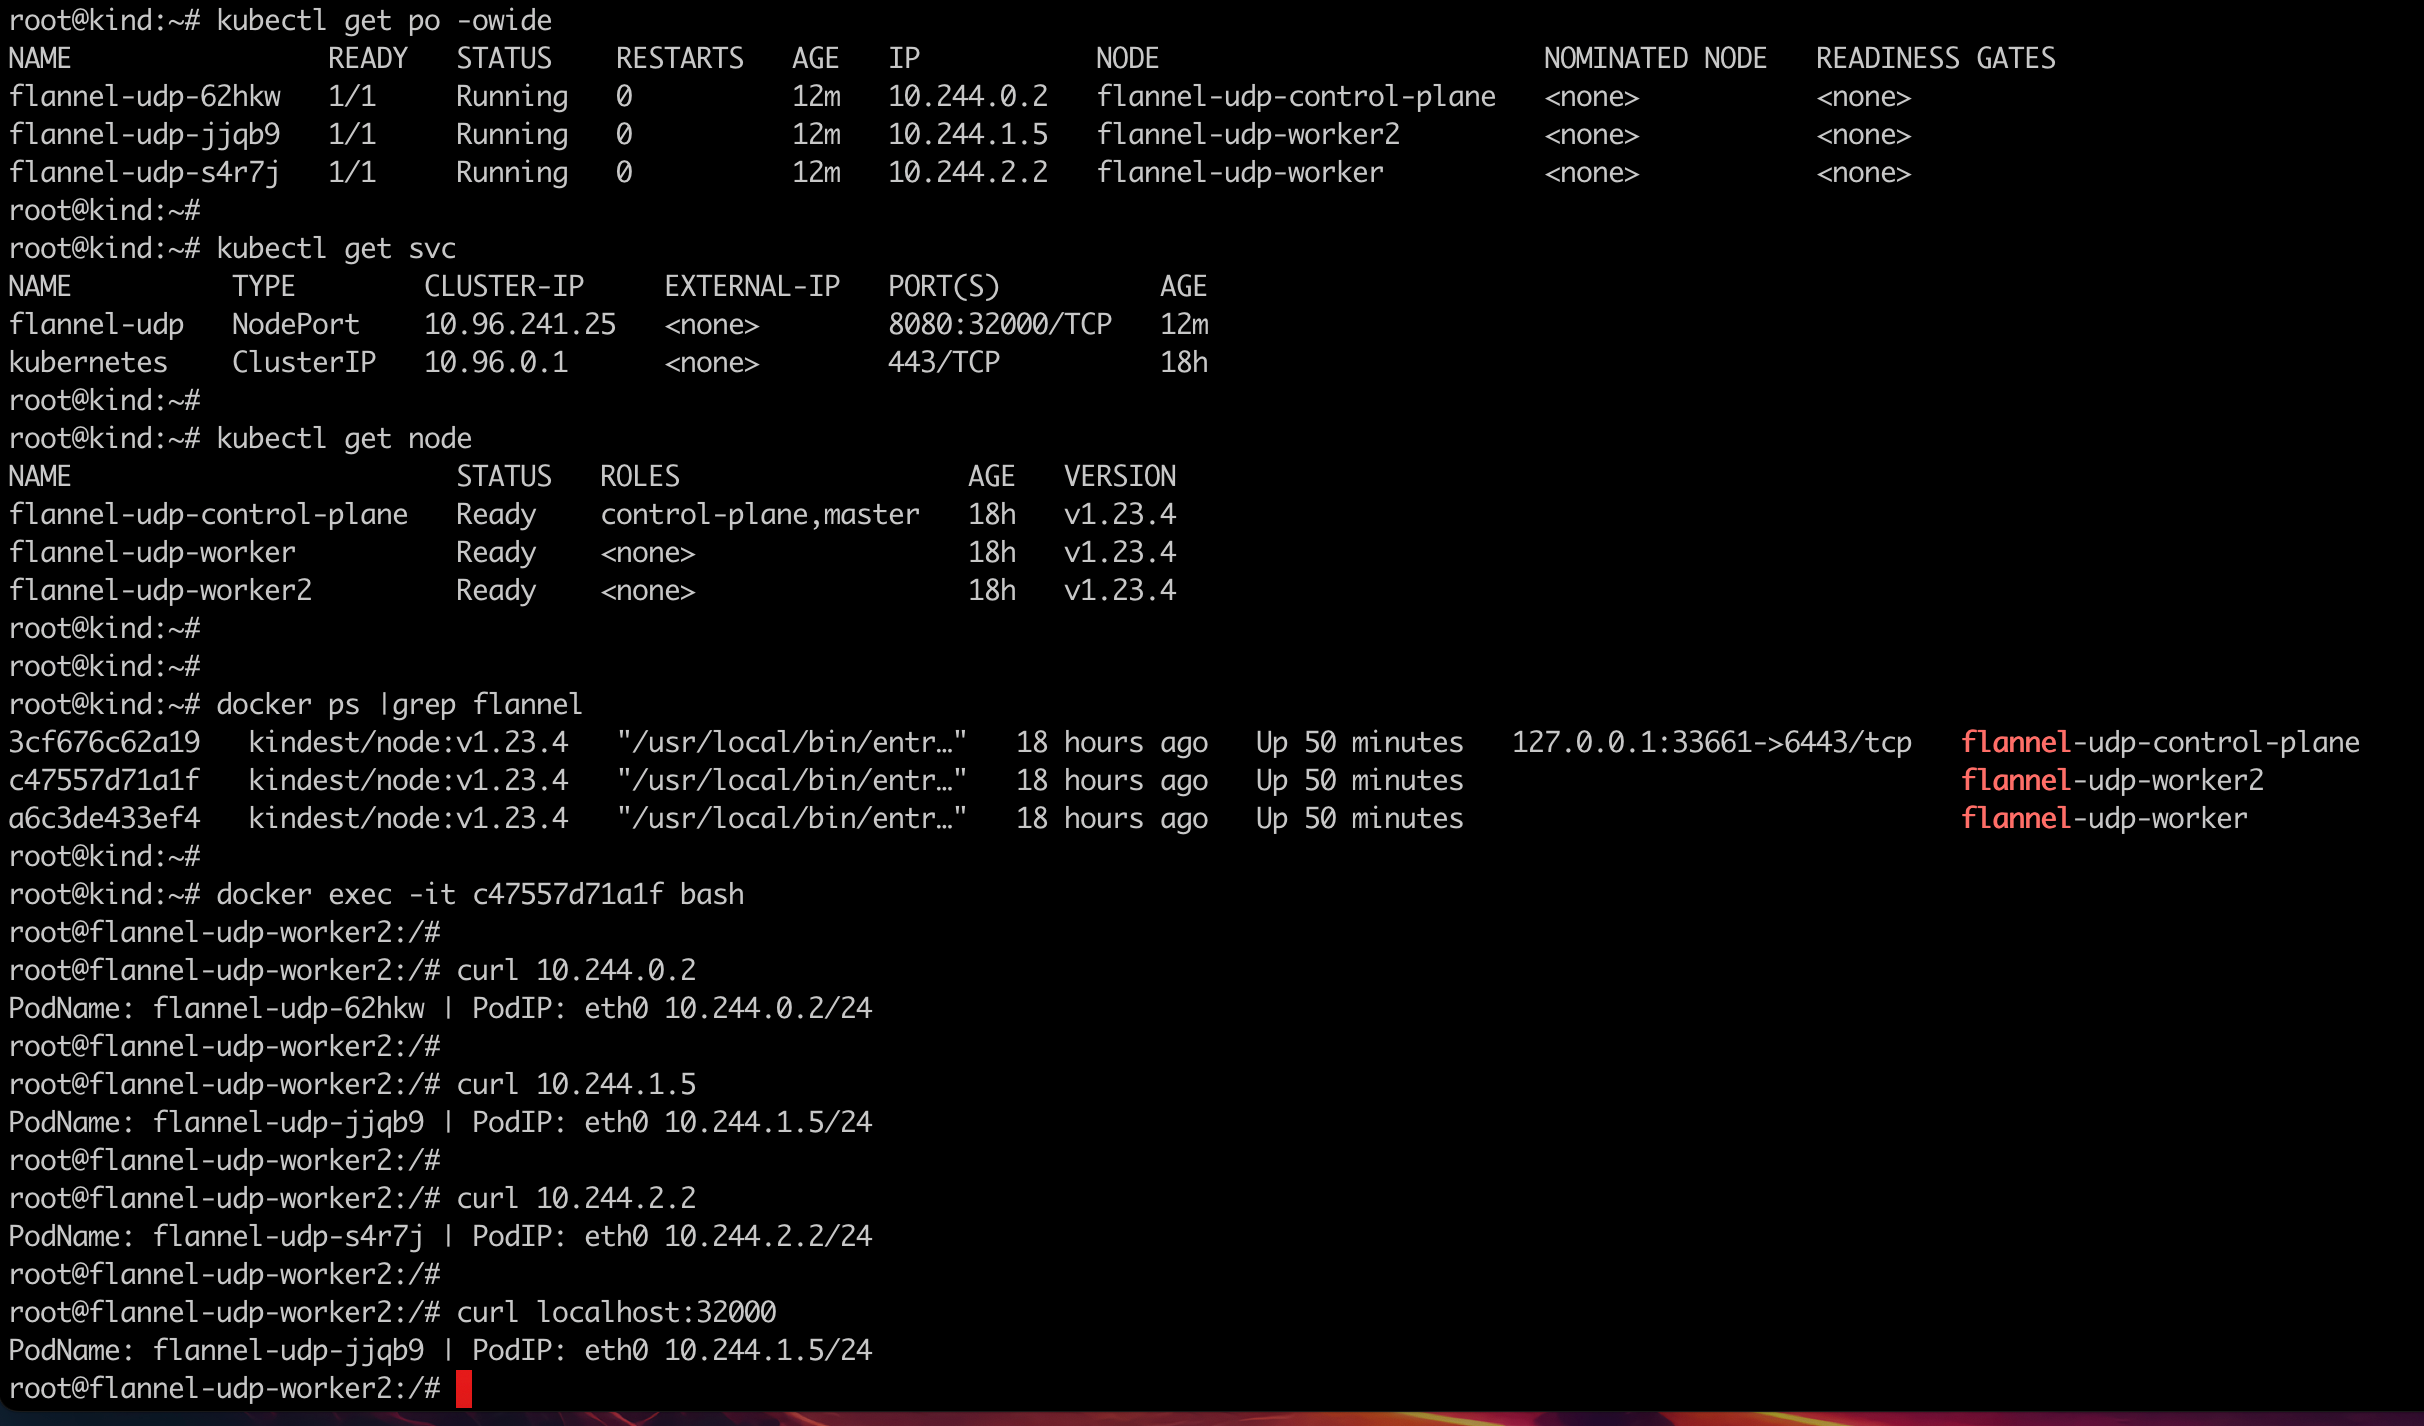 root@kind:~# kubectl get po -owide
NAME                READY   STATUS    RESTARTS   AGE   IP           NODE                        NOMINATED NODE   READINESS GATES
flannel-udp-62hkw   1/1     Running   0          12m   10.244.0.2   flannel-udp-control-plane   <none>           <none>
flannel-udp-jjqb9   1/1     Running   0          12m   10.244.1.5   flannel-udp-worker2         <none>           <none>
flannel-udp-s4r7j   1/1     Running   0          12m   10.244.2.2   flannel-udp-worker          <none>           <none>
root@kind:~#
root@kind:~# kubectl get svc
NAME          TYPE        CLUSTER-IP     EXTERNAL-IP   PORT(S)          AGE
flannel-udp   NodePort    10.96.241.25   <none>        8080:32000/TCP   12m
kubernetes    ClusterIP   10.96.0.1      <none>        443/TCP          18h
root@kind:~#
root@kind:~# kubectl get node
NAME                        STATUS   ROLES                  AGE   VERSION
flannel-udp-control-plane   Ready    control-plane,master   18h   v1.23.4
flannel-udp-worker          Ready    <none>                 18h   v1.23.4
flannel-udp-worker2         Ready    <none>                 18h   v1.23.4
root@kind:~#
root@kind:~#
root@kind:~# docker ps |grep flannel
3cf676c62a19   kindest/node:v1.23.4   "/usr/local/bin/entr…"   18 hours ago   Up 50 minutes   127.0.0.1:33661->6443/tcp   flannel-udp-control-plane
c47557d71a1f   kindest/node:v1.23.4   "/usr/local/bin/entr…"   18 hours ago   Up 50 minutes                               flannel-udp-worker2
a6c3de433ef4   kindest/node:v1.23.4   "/usr/local/bin/entr…"   18 hours ago   Up 50 minutes                               flannel-udp-worker
root@kind:~#
root@kind:~# docker exec -it c47557d71a1f bash
root@flannel-udp-worker2:/#
root@flannel-udp-worker2:/# curl 10.244.0.2
PodName: flannel-udp-62hkw | PodIP: eth0 10.244.0.2/24
root@flannel-udp-worker2:/#
root@flannel-udp-worker2:/# curl 10.244.1.5
PodName: flannel-udp-jjqb9 | PodIP: eth0 10.244.1.5/24
root@flannel-udp-worker2:/#
root@flannel-udp-worker2:/# curl 10.244.2.2
PodName: flannel-udp-s4r7j | PodIP: eth0 10.244.2.2/24
root@flannel-udp-worker2:/#
root@flannel-udp-worker2:/# curl localhost:32000
PodName: flannel-udp-jjqb9 | PodIP: eth0 10.244.1.5/24
root@flannel-udp-worker2:/#